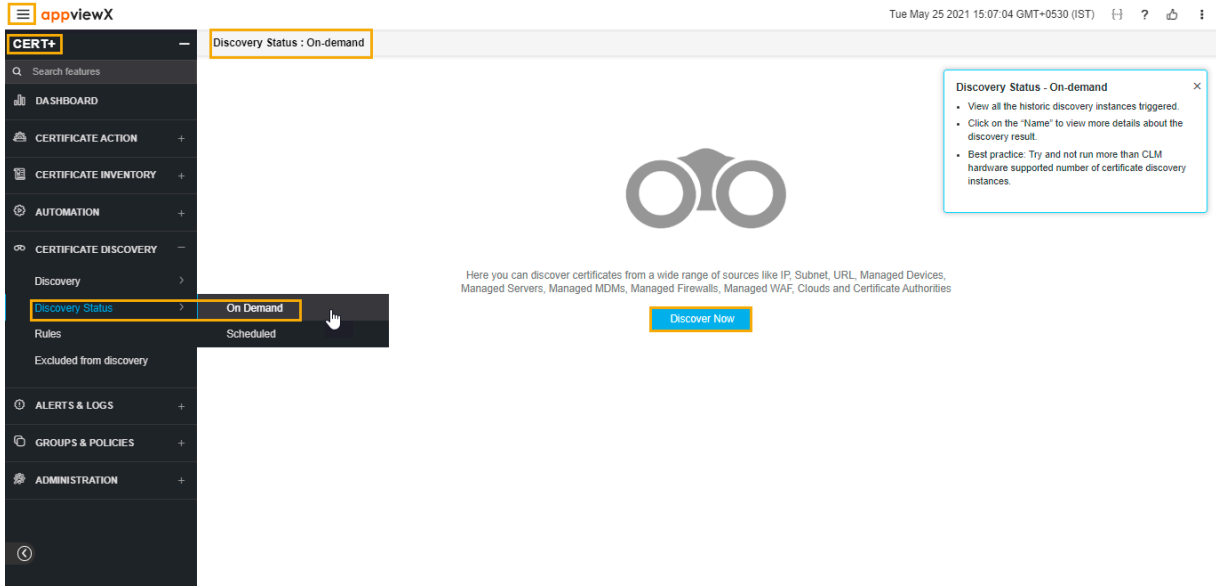 appviewX
Tue May 25 2021 15:07:04 GMT+0530 (IST)
?
CERT+
Discovery Status : On-demand
Search features
DASHBOARD
CERTIFICATE ACTION
CERTIFICATE INVENTORY
AUTOMATION
CERTIFICATE DISCOVERY
Discovery
Discovery Status
On Demand
Rules
Scheduled
Excluded from discovery
ALERTS & LOGS
GROUPS & POLICIES
ADMINISTRATION
Discovery Status - On-demand
• View all the historic discovery instances triggered.
• Click on the "Name" to view more details about the
discovery result.
• Best practice: Try and not run more than CLM
hardware supported number of certificate discovery
instances.
Here you can discover certificates from a wide range of sources like IP, Subnet, URL, Managed Devices,
Managed Servers, Managed MDMs, Managed Firewalls, Managed WAF, Clouds and Certificate Authorities
Discover Now